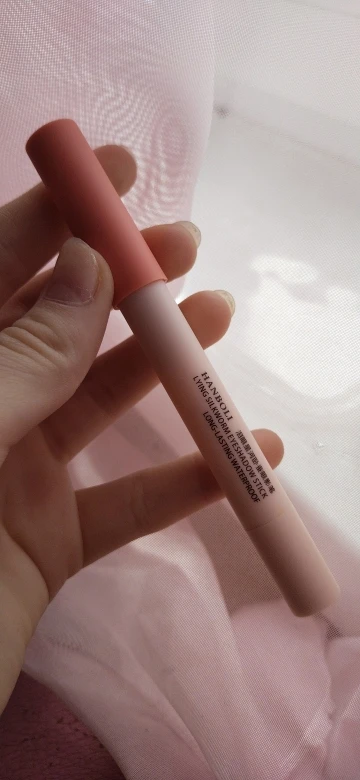 HANBOLI
LYING SILKWORM EYESHADOW STICK
LONG-LASTING WATERPROOF